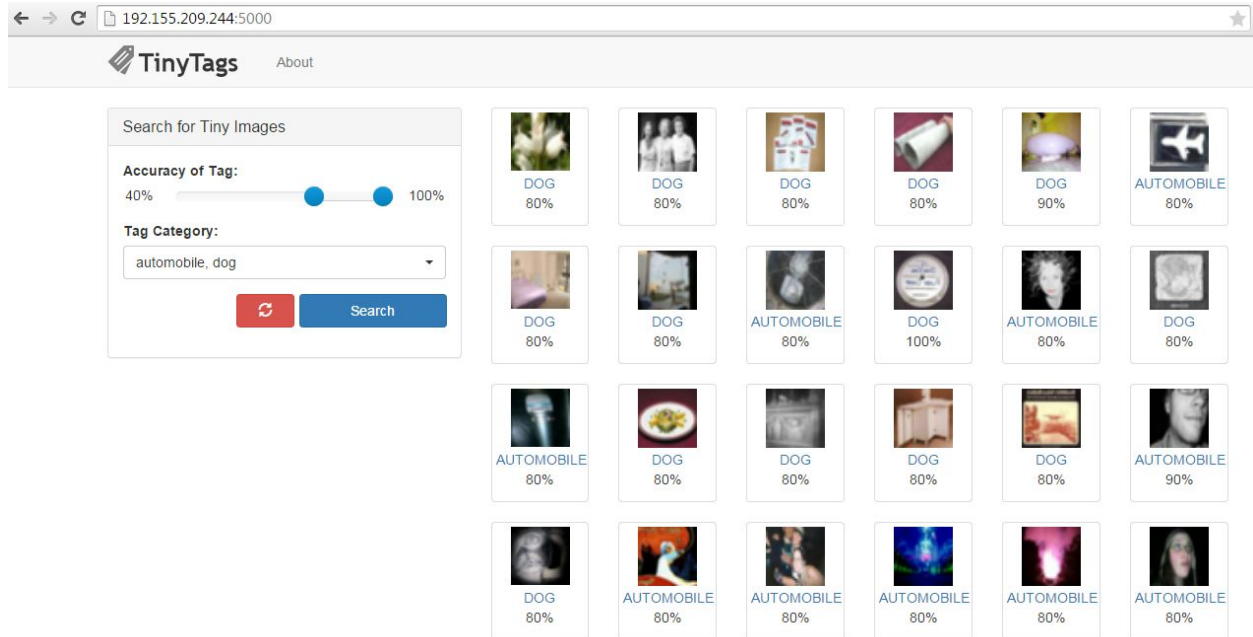 192.155.209.244:5000
TinyTags About
Search for Tiny Images
Accuracy of Tag:
40% 100%
Tag Category:
automobile, dog
Search
DOG DOG DOG DOG DOG AUTOMOBILE
80% 80% 80% 80% 90% 80%
DOG DOG AUTOMOBILE DOG AUTOMOBILE DOG
80% 80% 80% 100% 80% 80%
AUTOMOBILE DOG DOG DOG DOG AUTOMOBILE
80% 80% 80% 80% 80% 90%
DOG AUTOMOBILE AUTOMOBILE AUTOMOBILE AUTOMOBILE AUTOMOBILE
80% 80% 80% 80% 80% 80%